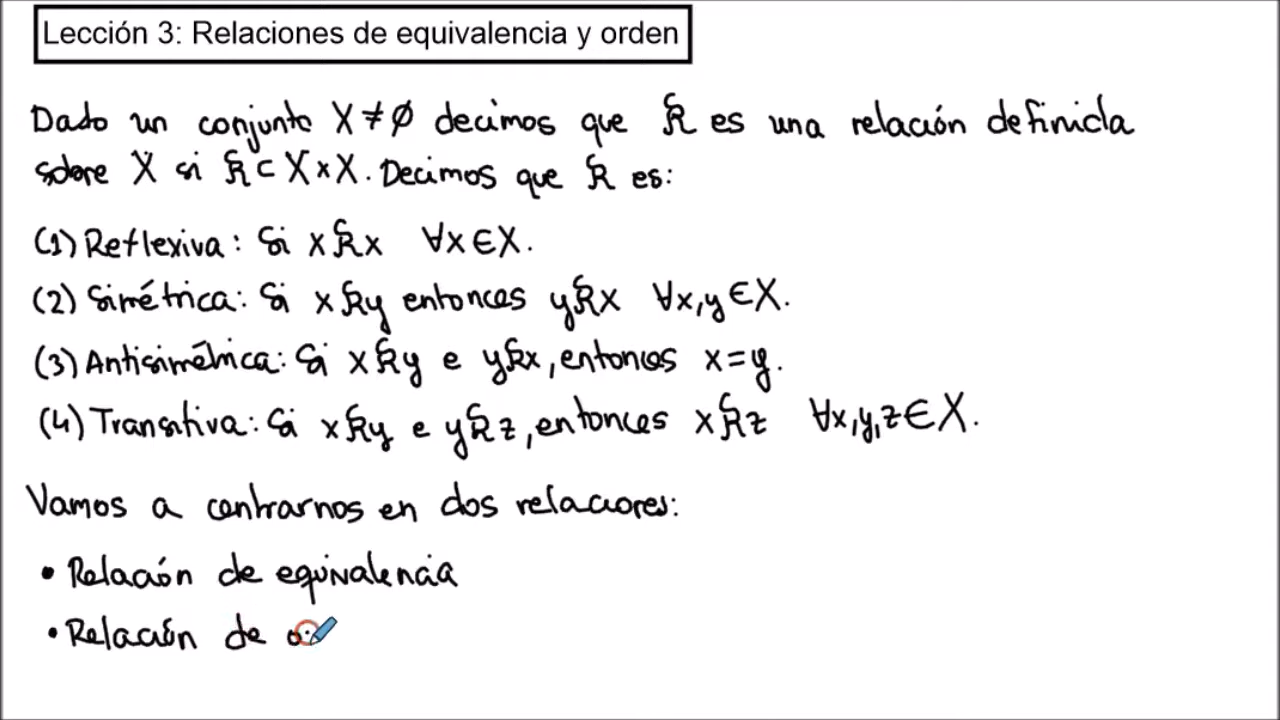 Lección 3: Relaciones de equivalencia y orden
Dado un conjunto X ≠ ∅ decimos que ℜ es una relación definida
sobre X si ℜ ⊂ X × X. Decimos que ℜ es:
(1) Reflexiva: Si xℜx ∀x∈X.
(2) Simétrica: Si xℜy entonces yℜx ∀x,y∈X.
(3) Antisimétrica: Si xℜy e yℜx, entonces x=y.
(4) Transitiva: Si xℜy e yℜz, entonces xℜz ∀x,y,z∈X.
Vamos a centrarnos en dos relaciones:
• Relación de equivalencia
• Relación de